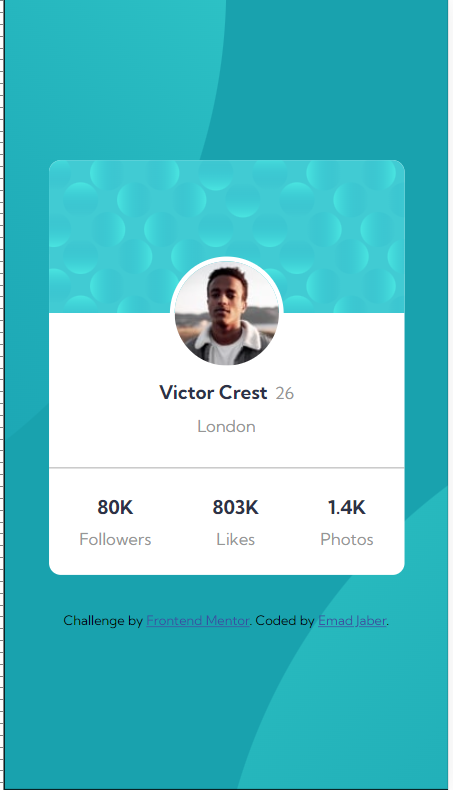 Victor Crest 26
London
80K 803K 1.4K
Followers Likes Photos
Challenge by Frontend Mentor. Coded by Emad Jaber.